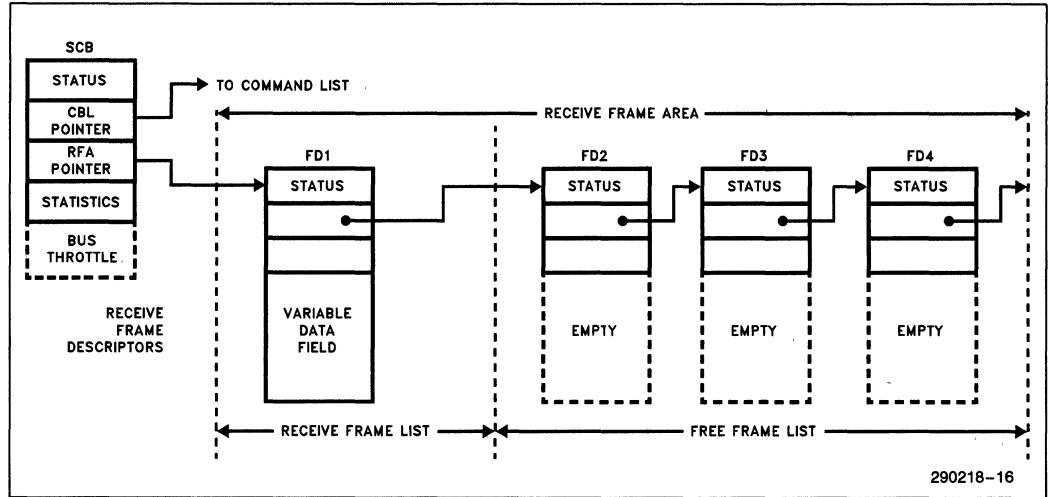 SCB
STATUS
CBL
POINTER
RFA
POINTER
STATISTICS
BUS
THROTTLE
TO COMMAND LIST
RECEIVE FRAME AREA
RECEIVE
FRAME
DESCRIPTORS
FD1
STATUS
VARIABLE
DATA
FIELD
FD2
STATUS
EMPTY
FD3
STATUS
EMPTY
FD4
STATUS
EMPTY
RECEIVE FRAME LIST
FREE FRAME LIST
290218-16